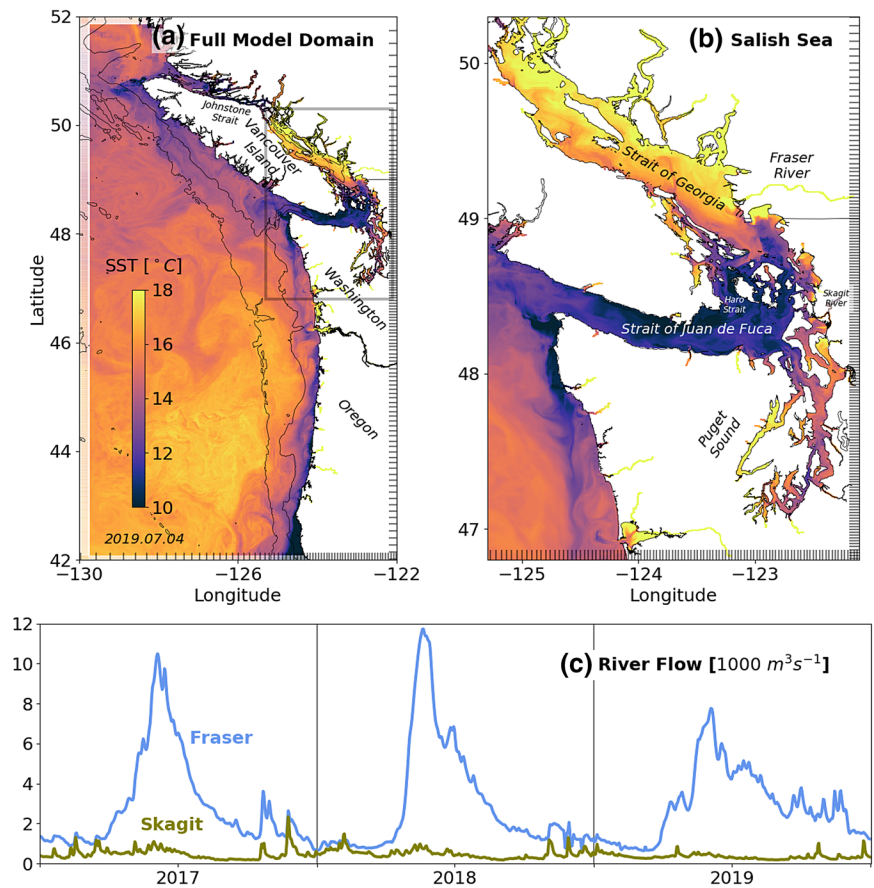 (a) Full Model Domain
52
50
48
46
44
42
Latitude
−130
−126
−122
Longitude
Johnstone
Strait
Vancouver
Island
Washington
Oregon
SST [°C]
18
16
14
12
10
2019.07.04
(b) Salish Sea
50
49
48
47
−125
−124
−123
Longitude
Strait of Georgia
Fraser
River
Haro
Strait
Skagit
River
Strait of Juan de Fuca
Puget
Sound
(c) River Flow [1000 m³s⁻¹]
12
10
8
6
4
2
0
Fraser
Skagit
2017
2018
2019